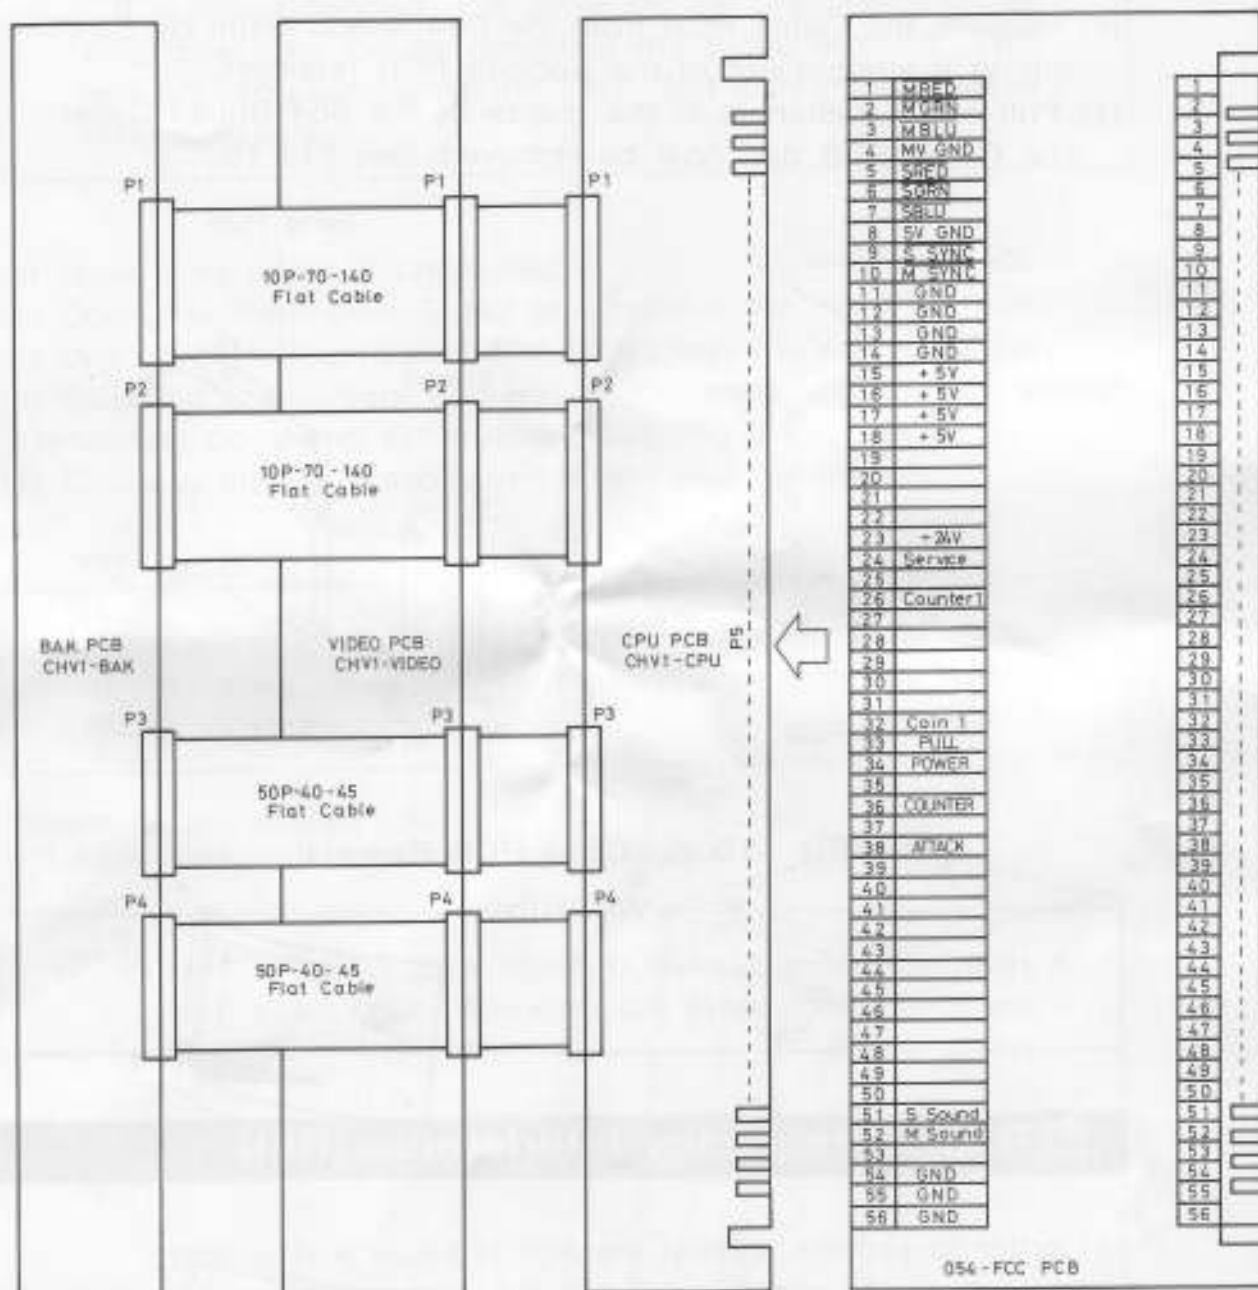 P1
P1
P1
10P-70-140
Flat Cable
P2
P2
P2
10P-70-140
Flat Cable
BAK PCB
CHV1-BAK
VIDEO PCB
CHV1-VIDEO
CPU PCB
CHV1-CPU
P5
P3
P3
P3
50P-40-45
Flat Cable
P4
P4
P4
50P-40-45
Flat Cable
1 MRED
2 MGRN
3 MBLU
4 MV GND
5 SRED
6 SGRN
7 SBLU
8 SV GND
9 S SYNC
10 M SYNC
11 GND
12 GND
13 GND
14 GND
15 +5V
16 +5V
17 +5V
18 +5V
19
20
21
22
23 +24V
24 Service
25
26 Counter1
27
28
29
30
31
32 Coin 1
33 PULL
34 POWER
35
36 COUNTER
37
38 ATTACK
39
40
41
42
43
44
45
46
47
48
49
50
51 S Sound
52 M Sound
53
54 GND
55 GND
56 GND
1
2
3
4
5
6
7
8
9
10
11
12
13
14
15
16
17
18
19
20
21
22
23
24
25
26
27
28
29
30
31
32
33
34
35
36
37
38
39
40
41
42
43
44
45
46
47
48
49
50
51
52
53
54
55
56
054-FCC PCB